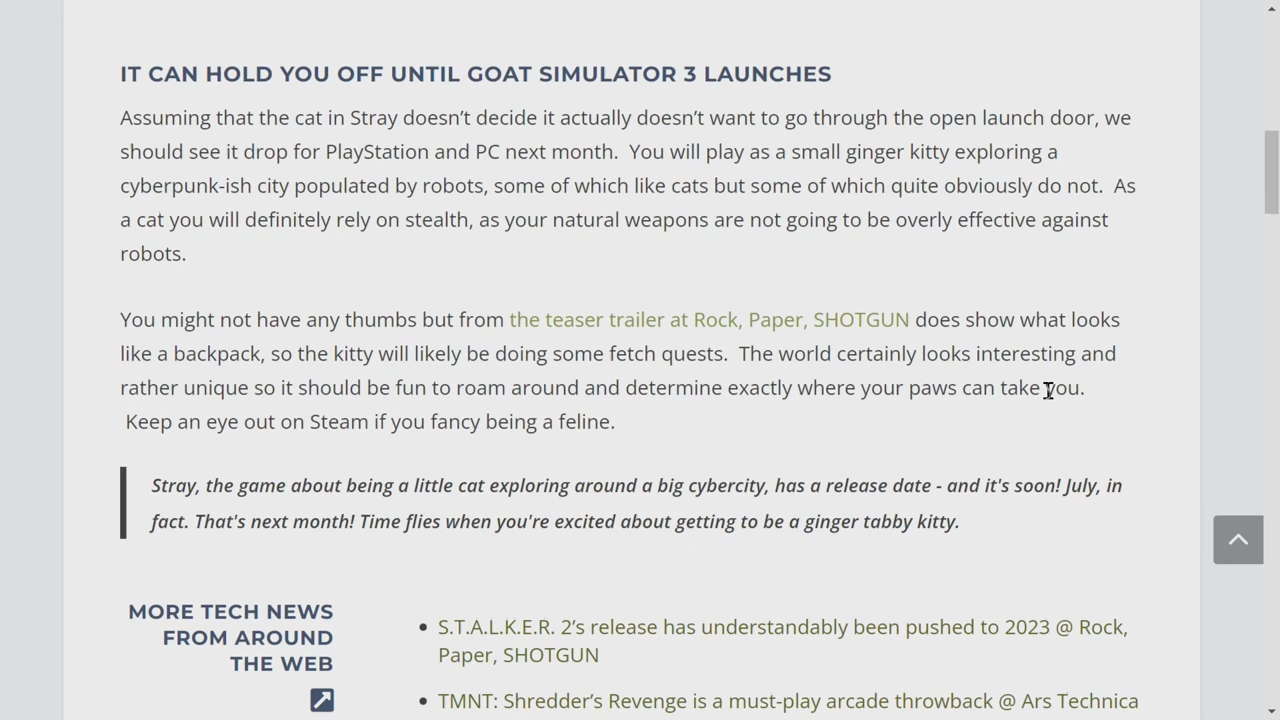 IT CAN HOLD YOU OFF UNTIL GOAT SIMULATOR 3 LAUNCHES
Assuming that the cat in Stray doesn’t decide it actually doesn’t want to go through the open launch door, we
should see it drop for PlayStation and PC next month.  You will play as a small ginger kitty exploring a
cyberpunk-ish city populated by robots, some of which like cats but some of which quite obviously do not.  As
a cat you will definitely rely on stealth, as your natural weapons are not going to be overly effective against
robots.
You might not have any thumbs but from the teaser trailer at Rock, Paper, SHOTGUN does show what looks
like a backpack, so the kitty will likely be doing some fetch quests.  The world certainly looks interesting and
rather unique so it should be fun to roam around and determine exactly where your paws can take you.
Keep an eye out on Steam if you fancy being a feline.
Stray, the game about being a little cat exploring around a big cybercity, has a release date - and it's soon! July, in
fact. That's next month! Time flies when you're excited about getting to be a ginger tabby kitty.
MORE TECH NEWS
FROM AROUND
THE WEB
S.T.A.L.K.E.R. 2’s release has understandably been pushed to 2023 @ Rock,
Paper, SHOTGUN
TMNT: Shredder’s Revenge is a must-play arcade throwback @ Ars Technica